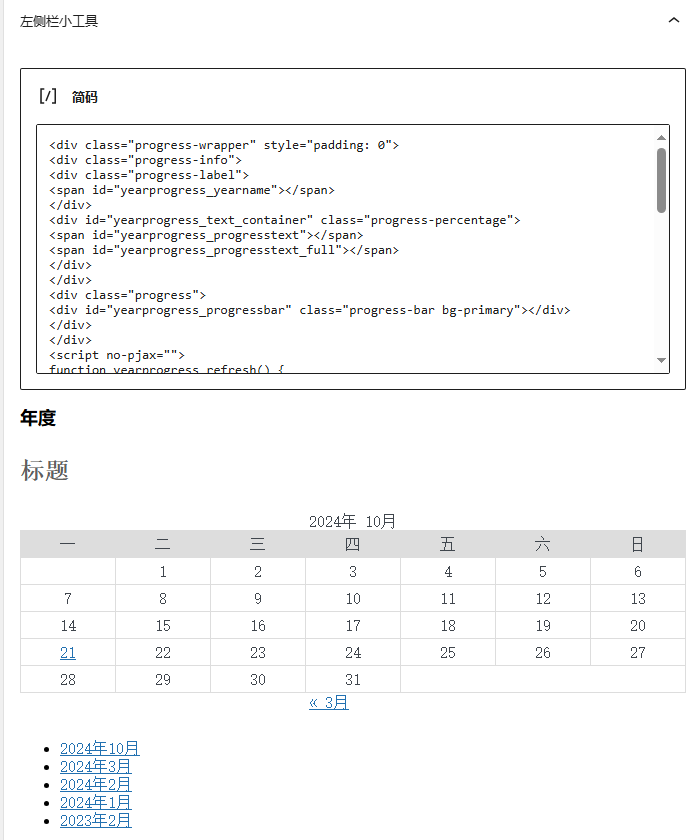 左侧栏小工具
[/] 简码
<div class="progress-wrapper" style="padding: 0">
<div class="progress-info">
<div class="progress-label">
<span id="yearprogress_yearname"></span>
</div>
<div id="yearprogress_text_container" class="progress-percentage">
<span id="yearprogress_progresstext"></span>
<span id="yearprogress_progresstext_full"></span>
</div>
</div>
<div class="progress">
<div id="yearprogress_progressbar" class="progress-bar bg-primary"></div>
</div>
</div>
<script no-pjax="">
function yearprogress_refresh() {
年度
标题
2024年 10月
一 二 三 四 五 六 日
1 2 3 4 5 6
7 8 9 10 11 12 13
14 15 16 17 18 19 20
21 22 23 24 25 26 27
28 29 30 31
« 3月
2024年10月
2024年3月
2024年2月
2024年1月
2023年2月